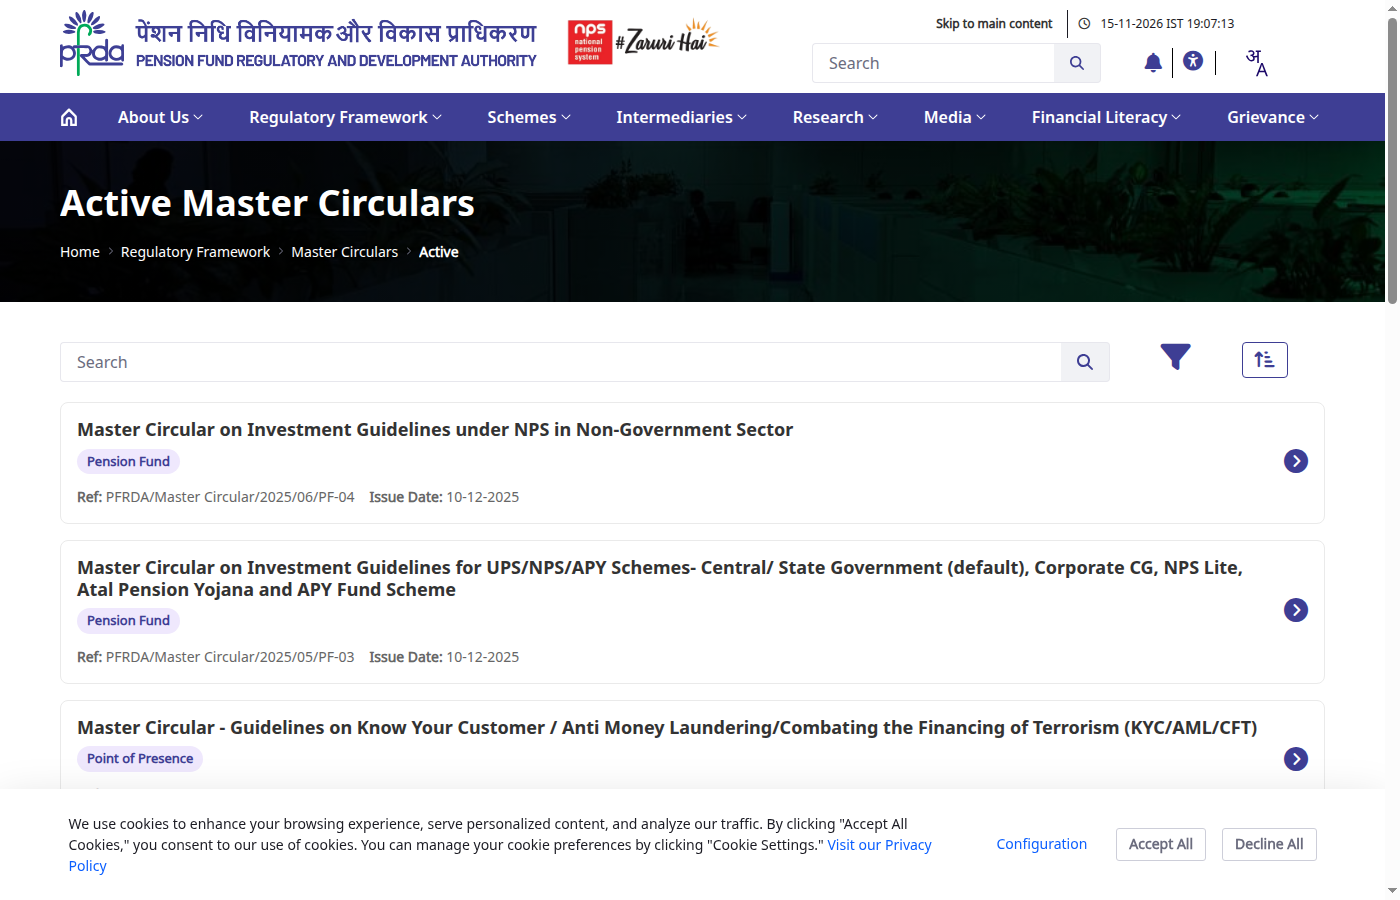 पेंशन निधि विनियामक और विकास प्राधिकरण
PENSION FUND REGULATORY AND DEVELOPMENT AUTHORITY
prda
nps
national
pension
system
#Zaruri Hai
Skip to main content
15-11-2026 IST 19:07:13
Search
अ
A
About Us
Regulatory Framework
Schemes
Intermediaries
Research
Media
Financial Literacy
Grievance
Active Master Circulars
Home > Regulatory Framework > Master Circulars > Active
Search
Master Circular on Investment Guidelines under NPS in Non-Government Sector
Pension Fund
Ref: PFRDA/Master Circular/2025/06/PF-04 Issue Date: 10-12-2025
Master Circular on Investment Guidelines for UPS/NPS/APY Schemes- Central/ State Government (default), Corporate CG, NPS Lite,
Atal Pension Yojana and APY Fund Scheme
Pension Fund
Ref: PFRDA/Master Circular/2025/05/PF-03 Issue Date: 10-12-2025
Master Circular - Guidelines on Know Your Customer / Anti Money Laundering/Combating the Financing of Terrorism (KYC/AML/CFT)
Point of Presence
We use cookies to enhance your browsing experience, serve personalized content, and analyze our traffic. By clicking "Accept All
Cookies," you consent to our use of cookies. You can manage your cookie preferences by clicking "Cookie Settings." Visit our Privacy
Policy
Configuration
Accept All
Decline All